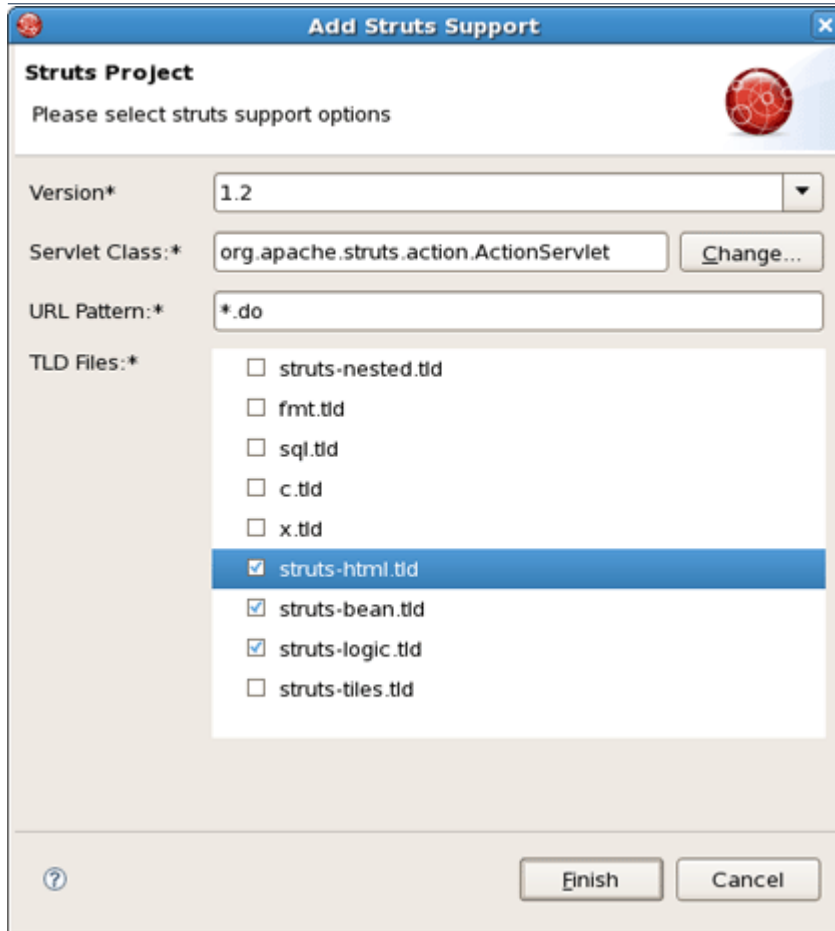 Add Struts Support
Struts Project
Please select struts support options
Version* 1.2
Servlet Class:* org.apache.struts.action.ActionServlet Change...
URL Pattern:* *.do
TLD Files:* struts-nested.tld
fmt.tld
sql.tld
c.tld
x.tld
struts-html.tld
struts-bean.tld
struts-logic.tld
struts-tiles.tld
? Finish Cancel